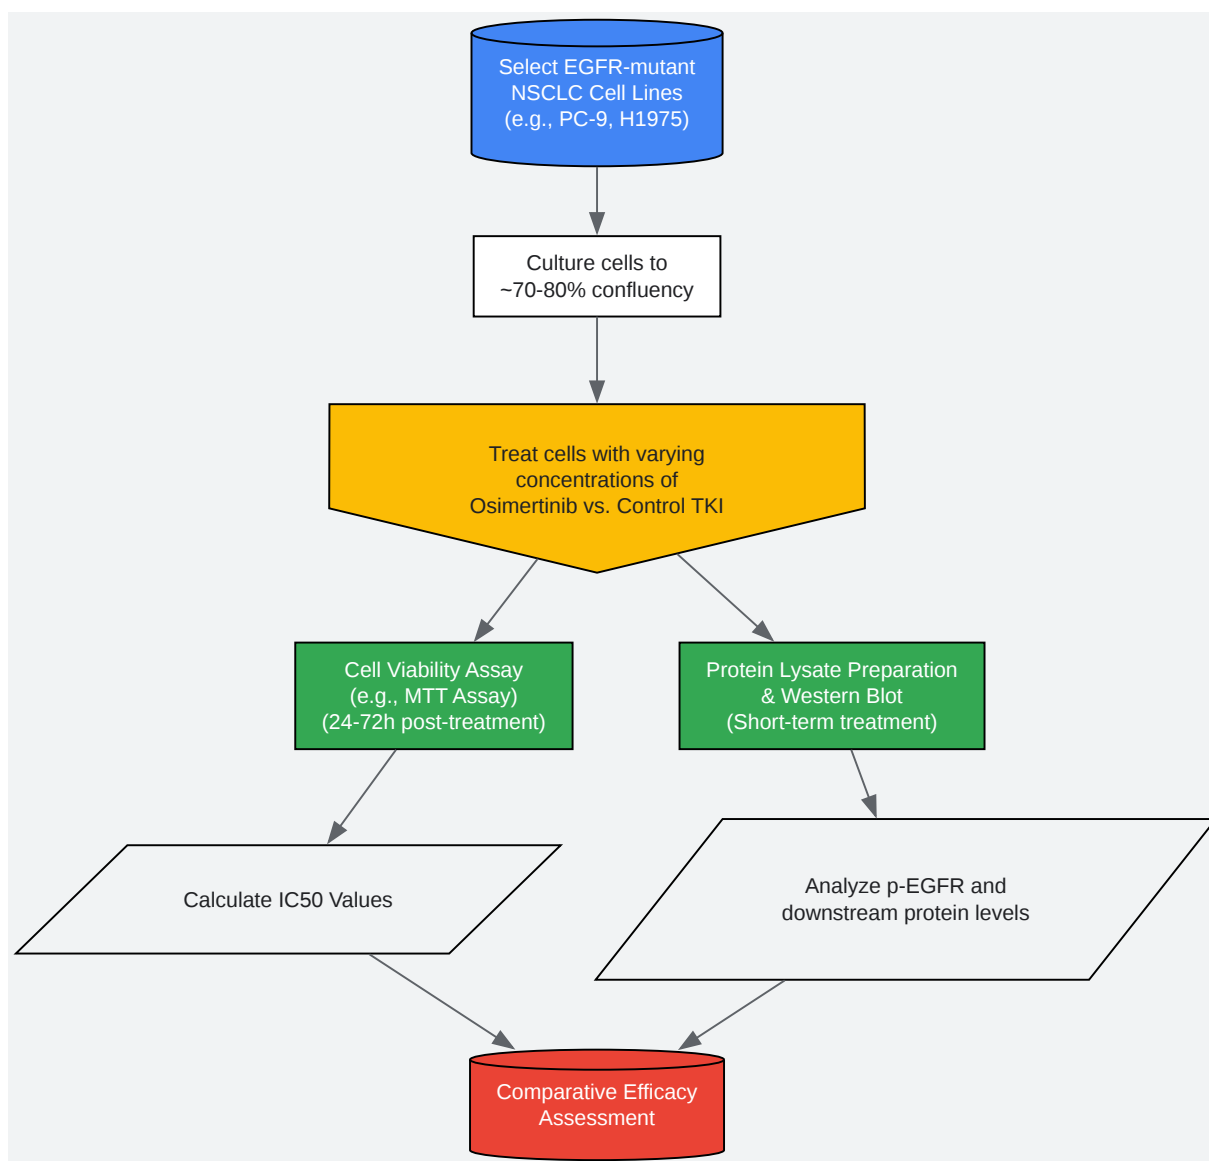 Select EGFR-mutant
NSCLC Cell Lines
(e.g., PC-9, H1975)
Culture cells to
~70-80% confluency
Treat cells with varying
concentrations of
Osimertinib vs. Control TKI
Cell Viability Assay
(e.g., MTT Assay)
(24-72h post-treatment)
Protein Lysate Preparation
& Western Blot
(Short-term treatment)
Calculate IC50 Values
Analyze p-EGFR and
downstream protein levels
Comparative Efficacy
Assessment